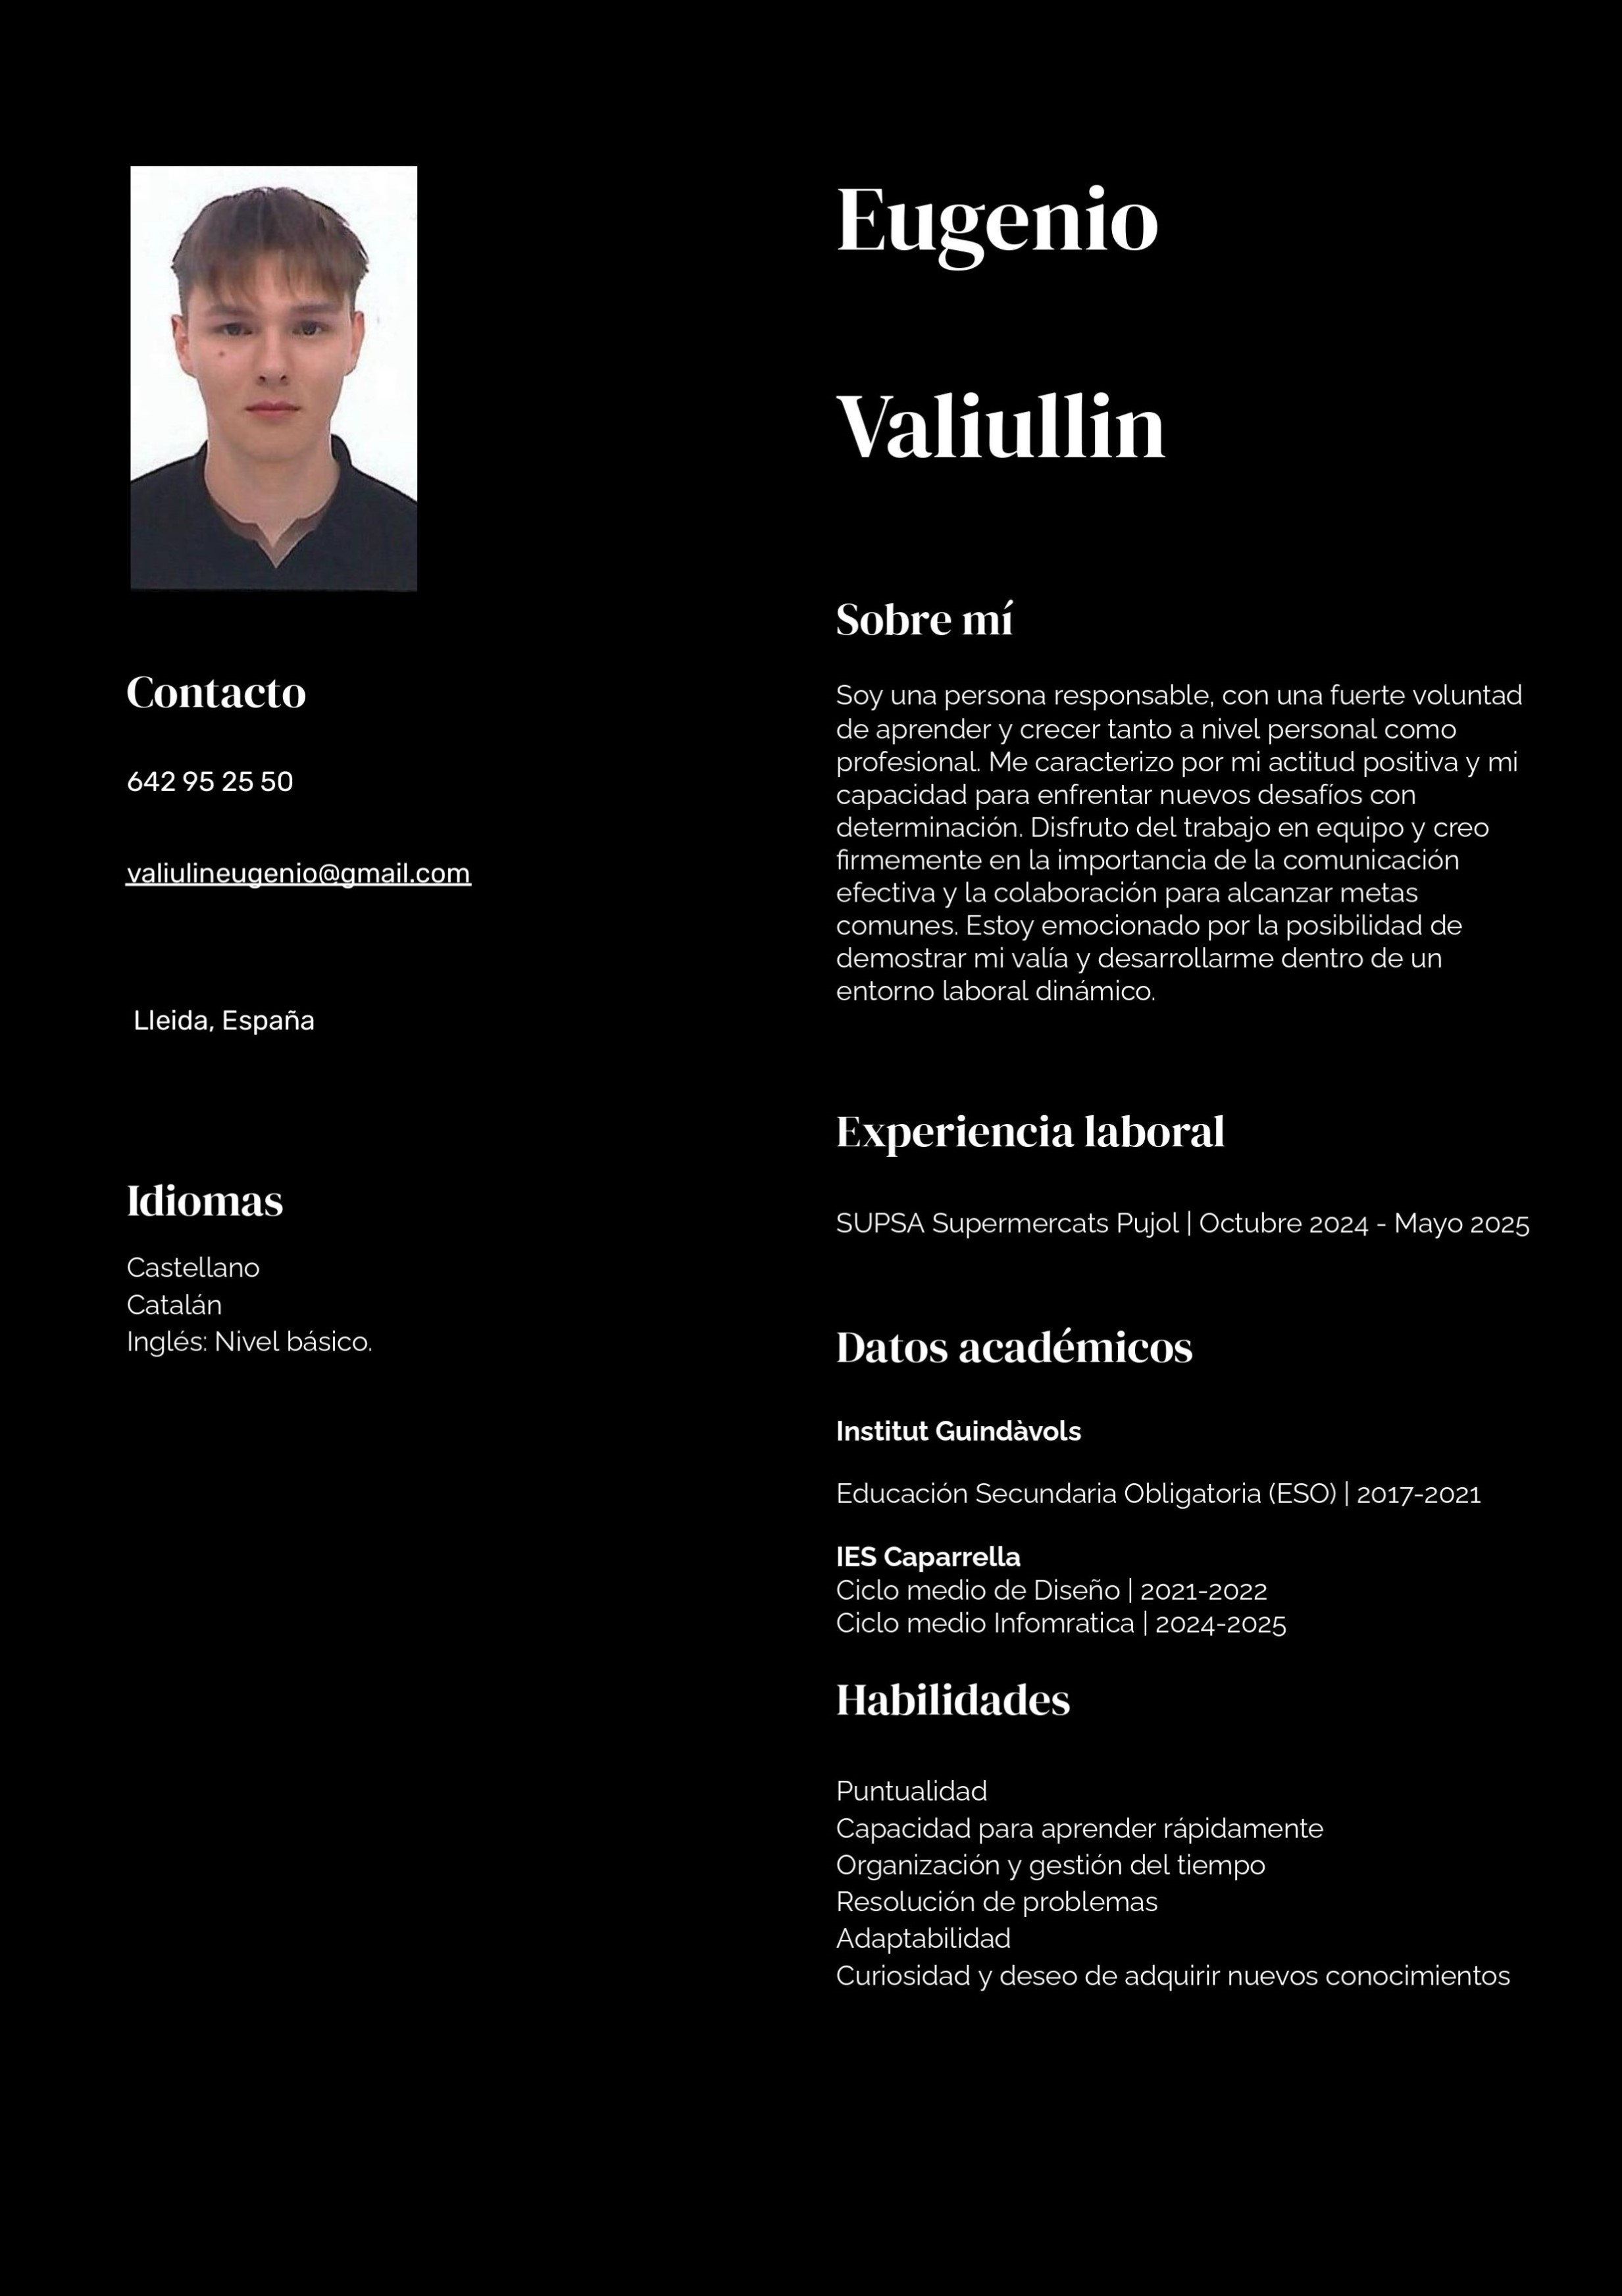 Eugenio
Valiullin
Contacto
642 95 25 50
valiulineugenio@gmail.com
Lleida, España
Idiomas
Castellano
Catalán
Inglés: Nivel básico.
Sobre mí
Soy una persona responsable, con una fuerte voluntad
de aprender y crecer tanto a nivel personal como
profesional. Me caracterizo por mi actitud positiva y mi
capacidad para enfrentar nuevos desafíos con
determinación. Disfruto del trabajo en equipo y creo
firmemente en la importancia de la comunicación
efectiva y la colaboración para alcanzar metas
comunes. Estoy emocionado por la posibilidad de
demostrar mi valía y desarrollarme dentro de un
entorno laboral dinámico.
Experiencia laboral
SUPSA Supermercats Pujol | Octubre 2024 - Mayo 2025
Datos académicos
Institut Guindàvols
Educación Secundaria Obligatoria (ESO) | 2017-2021
IES Caparrella
Ciclo medio de Diseño | 2021-2022
Ciclo medio Infomratica | 2024-2025
Habilidades
Puntualidad
Capacidad para aprender rápidamente
Organización y gestión del tiempo
Resolución de problemas
Adaptabilidad
Curiosidad y deseo de adquirir nuevos conocimientos